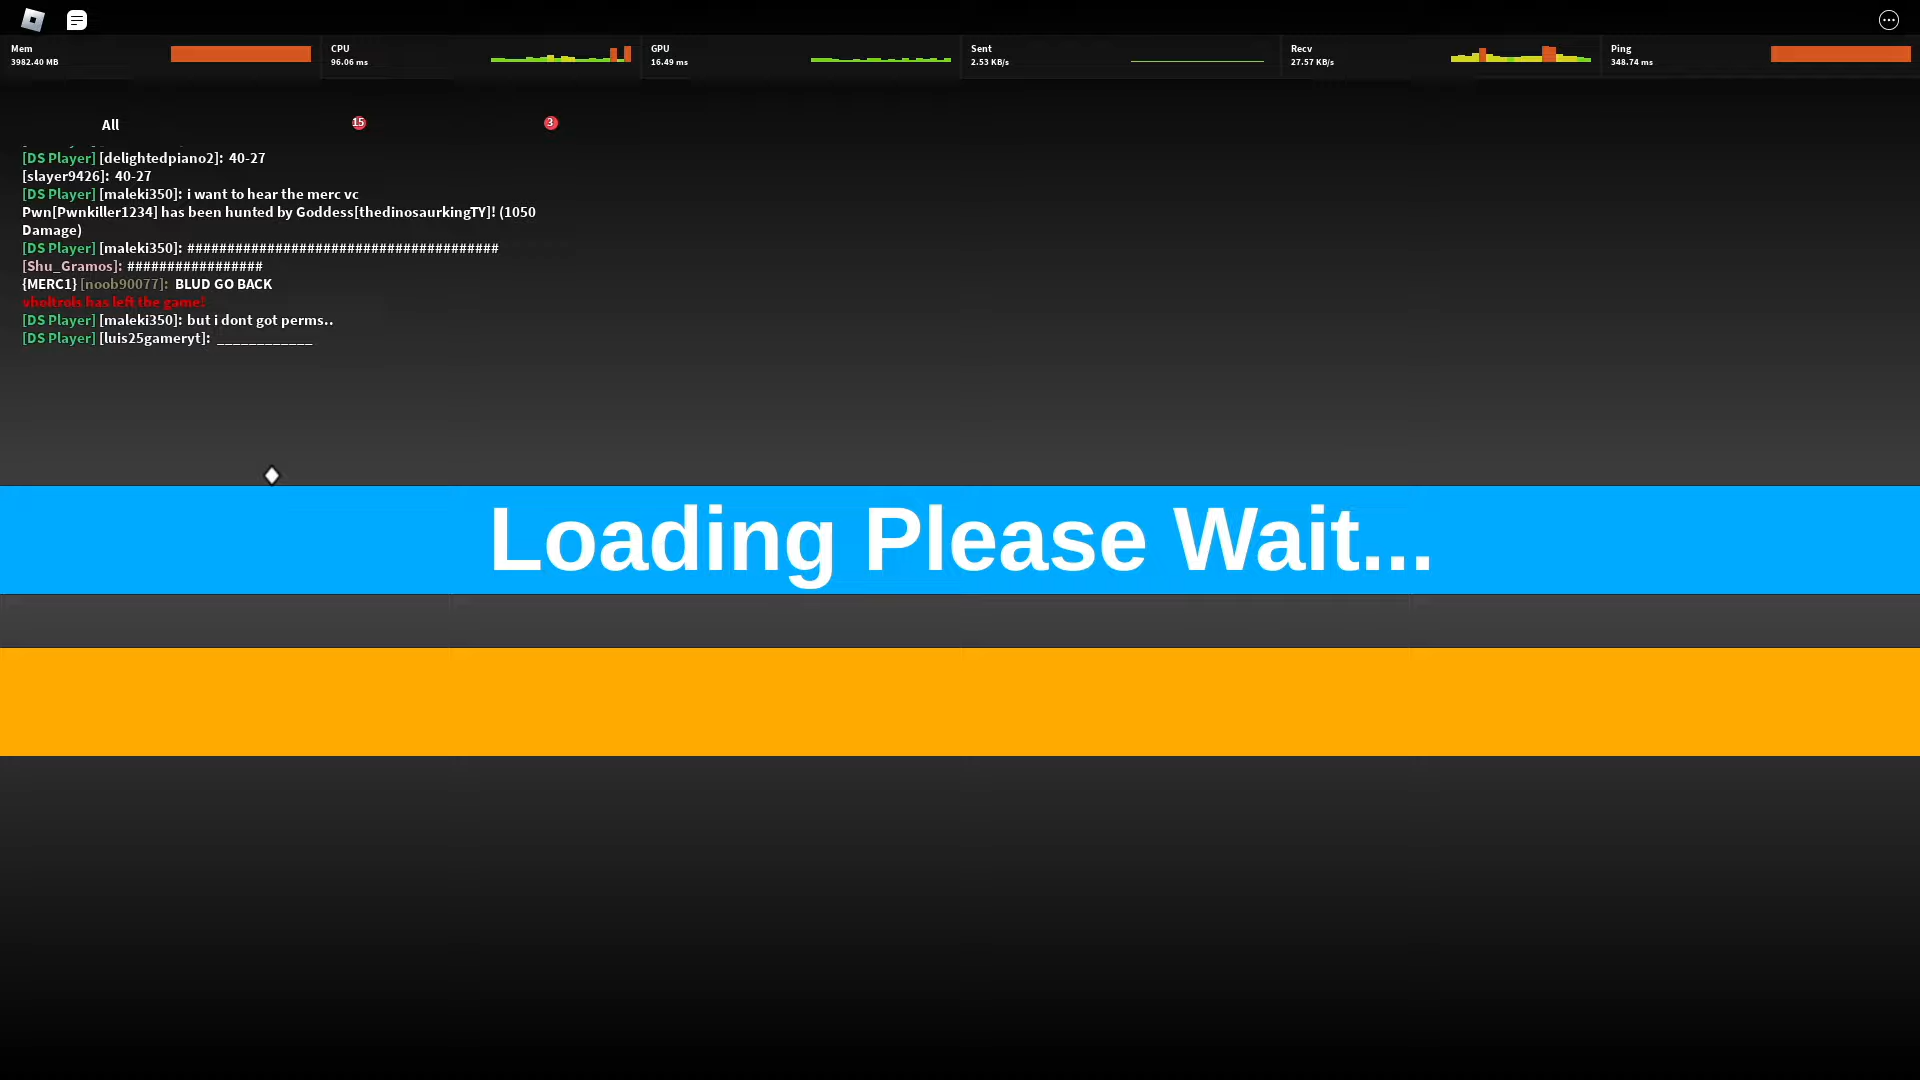 Mem
3982.40 MB
CPU
96.06 ms
GPU
16.49 ms
Sent
2.53 KB/s
Recv
27.57 KB/s
Ping
348.74 ms
All
15
3
[DS Player] [delightedpiano2]: 40-27
[slayer9426]: 40-27
[DS Player] [maleki350]: i want to hear the merc vc
Pwn[Pwnkiller1234] has been hunted by Goddess[thedinosaurkingTY]! (1050
Damage)
[DS Player] [maleki350]: #######################################
[Shu_Gramos]: #################
{MERC1} [noob90077]: BLUD GO BACK
vholtzols has left the game!
[DS Player] [maleki350]: but i dont got perms..
[DS Player] [luis25gameryt]: ____________
Loading Please Wait...